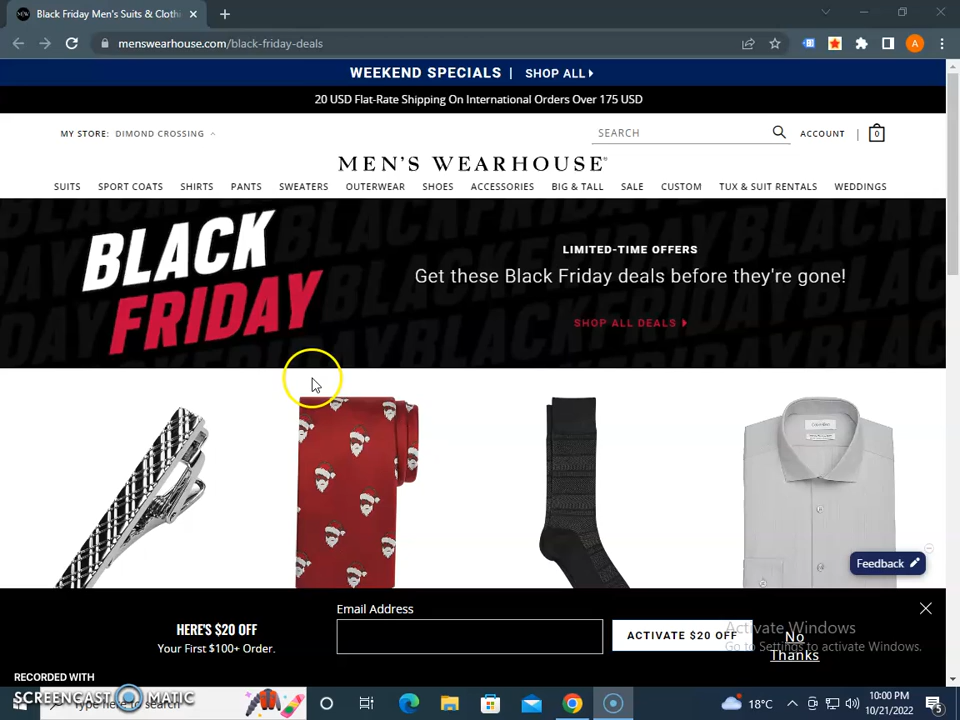 Black Friday Men's Suits & Cloth
menswearhouse.com/black-friday-deals
A
WEEKEND SPECIALS | SHOP ALL
20 USD Flat-Rate Shipping On International Orders Over 175 USD
MY STORE: DIMOND CROSSING
SEARCH
ACCOUNT | 0
MEN'S WEARHOUSE®
SUITS SPORT COATS SHIRTS PANTS SWEATERS OUTERWEAR SHOES ACCESSORIES BIG & TALL SALE CUSTOM TUX & SUIT RENTALS WEDDINGS
BLACK
FRIDAY
LIMITED-TIME OFFERS
Get these Black Friday deals before they're gone!
SHOP ALL DEALS
Feedback
Email Address
HERE'S $20 OFF
Your First $100+ Order.
ACTIVATE $20 OFF
No
Thanks
Activate Windows
Go to Settings to activate Windows.
RECORDED WITH
SCREENCAST MATIC
Type here to search
18°C
10:00 PM
10/21/2022
5